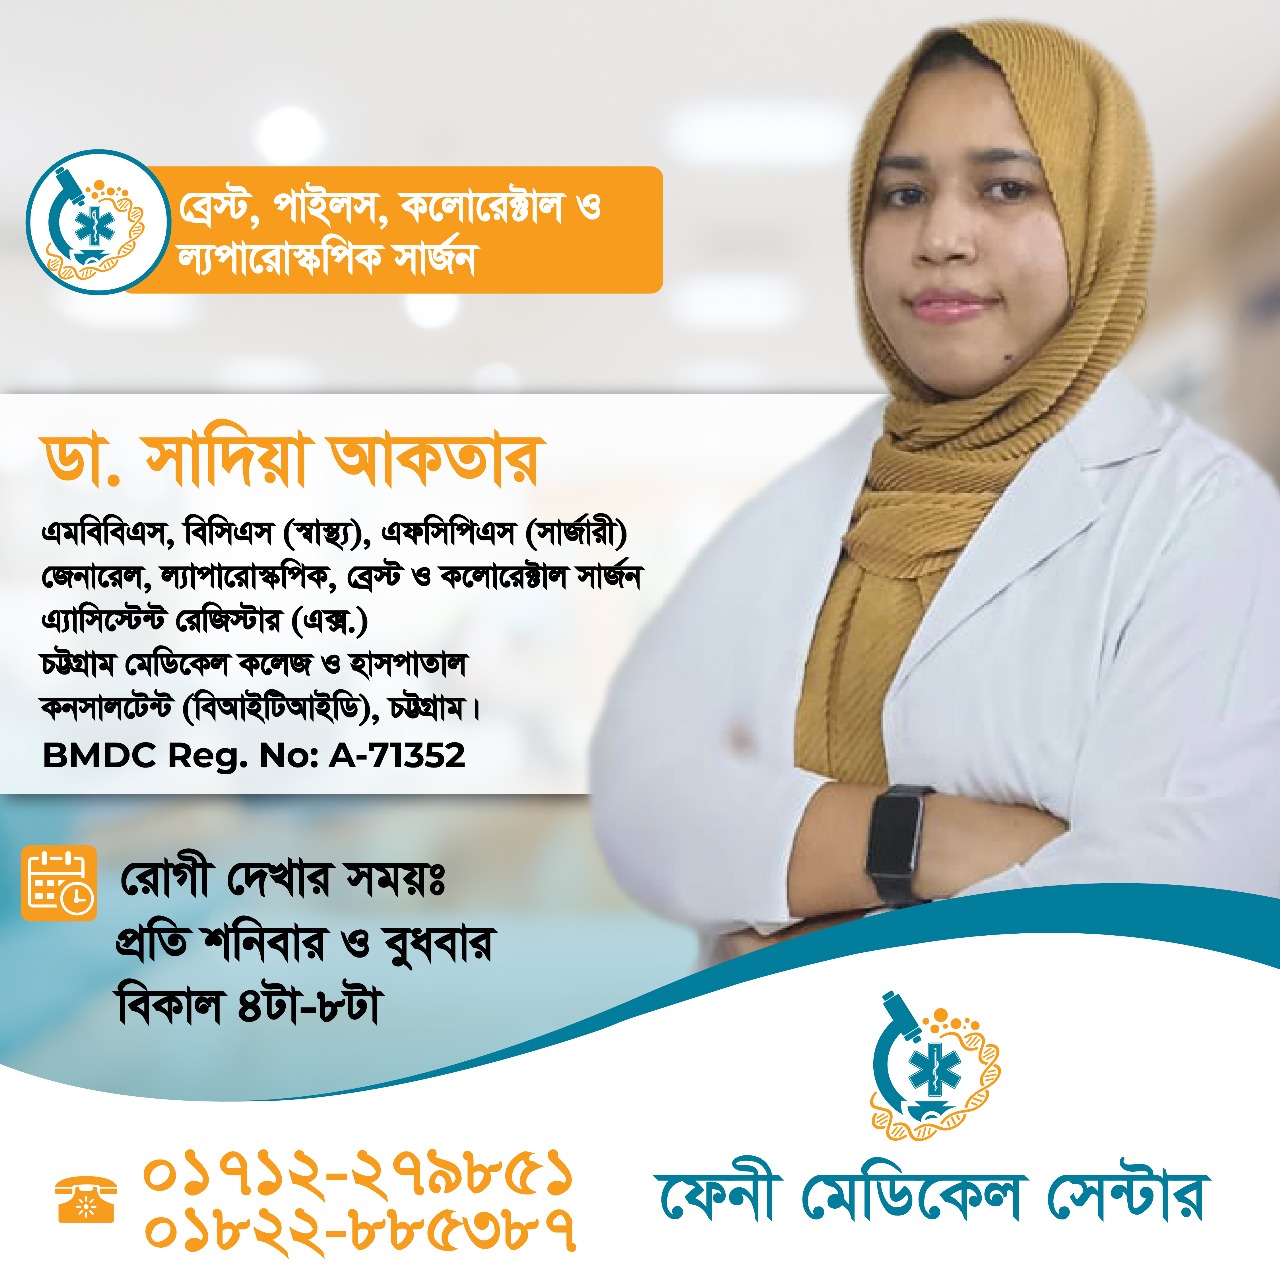 ব্রেস্ট, পাইলস, কলোরেক্টাল ও
ল্যপারোস্কপিক সার্জন
ডা. সাদিয়া আকতার
এমবিবিএস, বিসিএস (স্বাস্থ্য), এফসিপিএস (সার্জারী)
জেনারেল, ল্যাপারোস্কপিক, ব্রেস্ট ও কলোরেক্টাল সার্জন
এ্যাসিস্টেন্ট রেজিস্টার (এক্স.)
চট্টগ্রাম মেডিকেল কলেজ ও হাসপাতাল
কনসালটেন্ট (বিআইটিআইডি), চট্টগ্রাম।
BMDC Reg. No: A-71352
রোগী দেখার সময়ঃ
প্রতি শনিবার ও বুধবার
বিকাল ৪টা-৮টা
০১৭১২-২৭৯৮৫১
০১৮২২-৮৮৫৩৮৭
ফেনী মেডিকেল সেন্টার